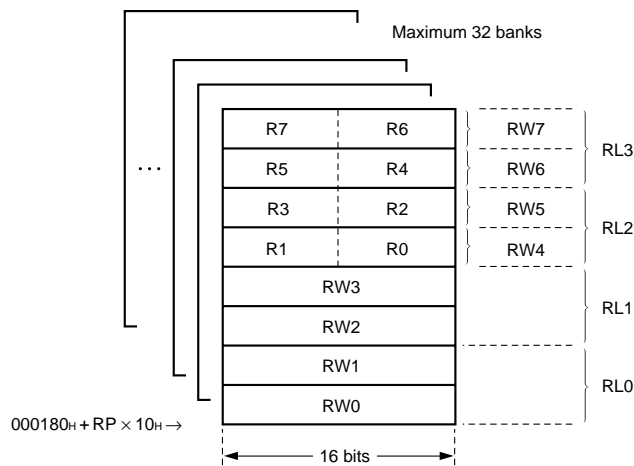 Maximum 32 banks
R7 R6 RW7
RL3
R5 R4 RW6
...
R3 R2 RW5
RL2
R1 R0 RW4
RW3
RL1
RW2
RW1
RL0
RW0
000180H + RP × 10H →
16 bits